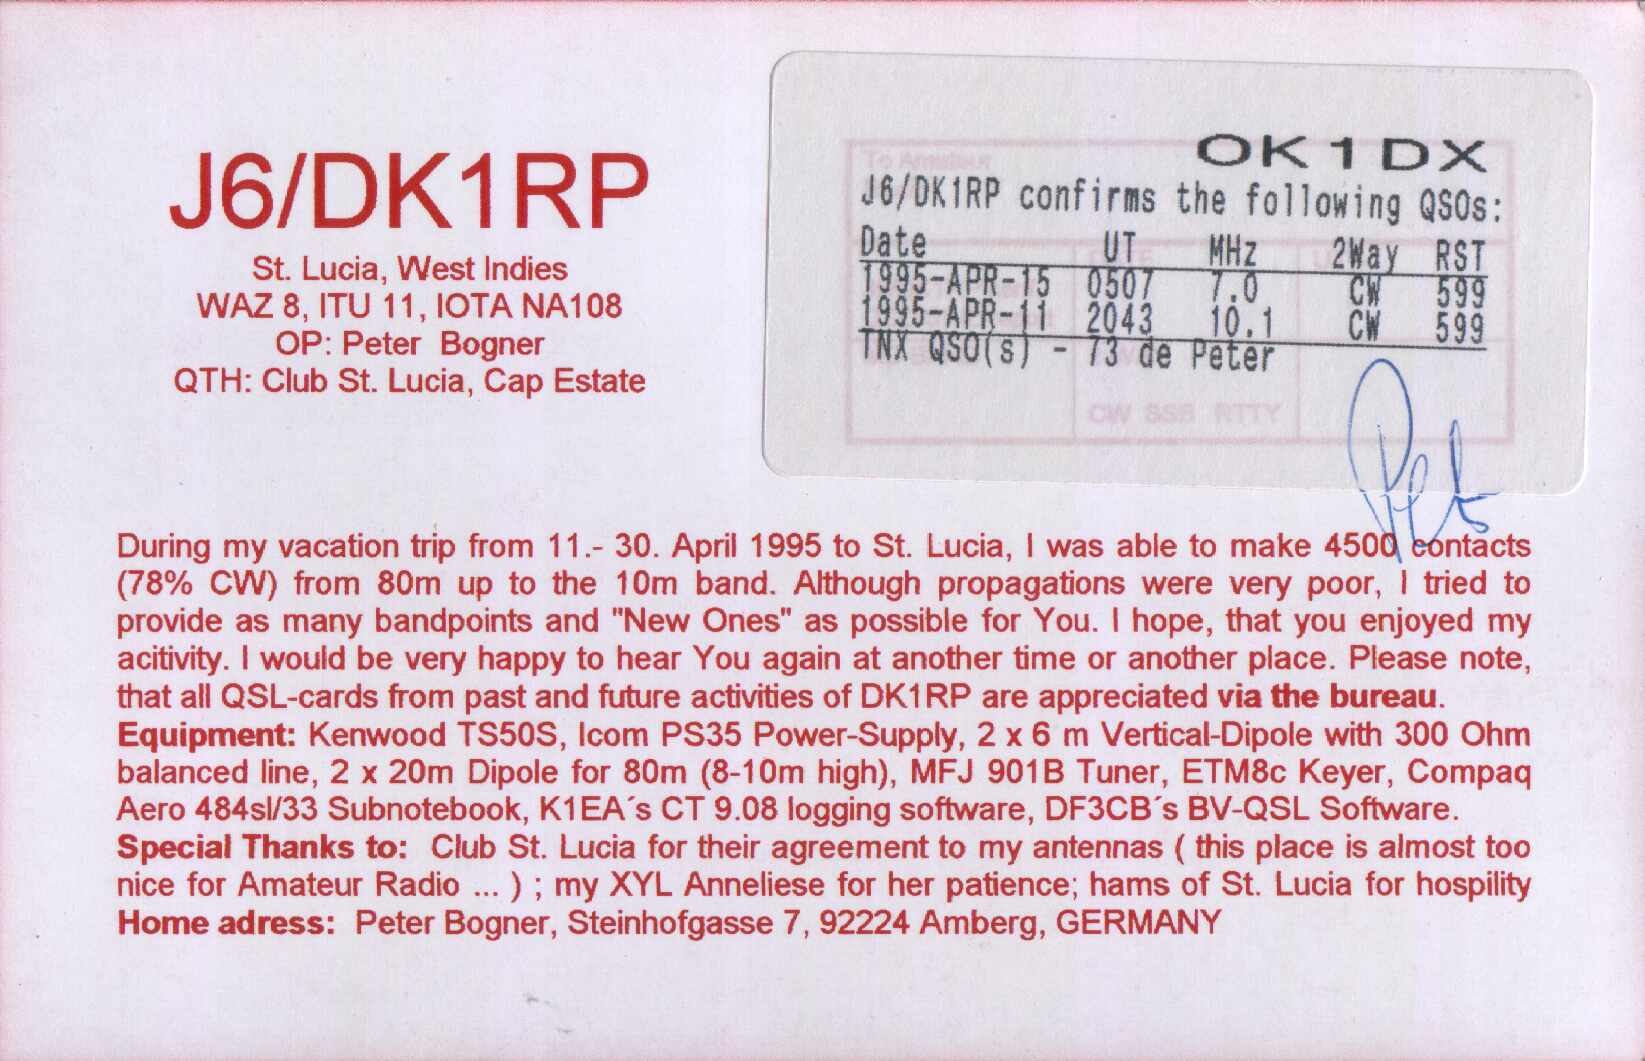 J6/DK1RP
St. Lucia, West Indies
WAZ 8, ITU 11, IOTA NA108
OP: Peter Bogner
QTH: Club St. Lucia, Cap Estate
OK1DX
J6/DK1RP confirms the following QSOs:
Date UT MHz 2Way RST
1995-APR-15 0507 7.0 CW 599
1995-APR-11 2043 10.1 CW 599
TNX QSO(s) - 73 de Peter
To Amateur
CW SSB RTTY
Peter
During my vacation trip from 11.- 30. April 1995 to St. Lucia, I was able to make 4500 contacts
(78% CW) from 80m up to the 10m band. Although propagations were very poor, I tried to
provide as many bandpoints and "New Ones" as possible for You. I hope, that you enjoyed my
acitivity. I would be very happy to hear You again at another time or another place. Please note,
that all QSL-cards from past and future activities of DK1RP are appreciated via the bureau.
Equipment: Kenwood TS50S, Icom PS35 Power-Supply, 2 x 6 m Vertical-Dipole with 300 Ohm
balanced line, 2 x 20m Dipole for 80m (8-10m high), MFJ 901B Tuner, ETM8c Keyer, Compaq
Aero 484sl/33 Subnotebook, K1EA´s CT 9.08 logging software, DF3CB´s BV-QSL Software.
Special Thanks to: Club St. Lucia for their agreement to my antennas ( this place is almost too
nice for Amateur Radio ... ) ; my XYL Anneliese for her patience; hams of St. Lucia for hospility
Home adress: Peter Bogner, Steinhofgasse 7, 92224 Amberg, GERMANY